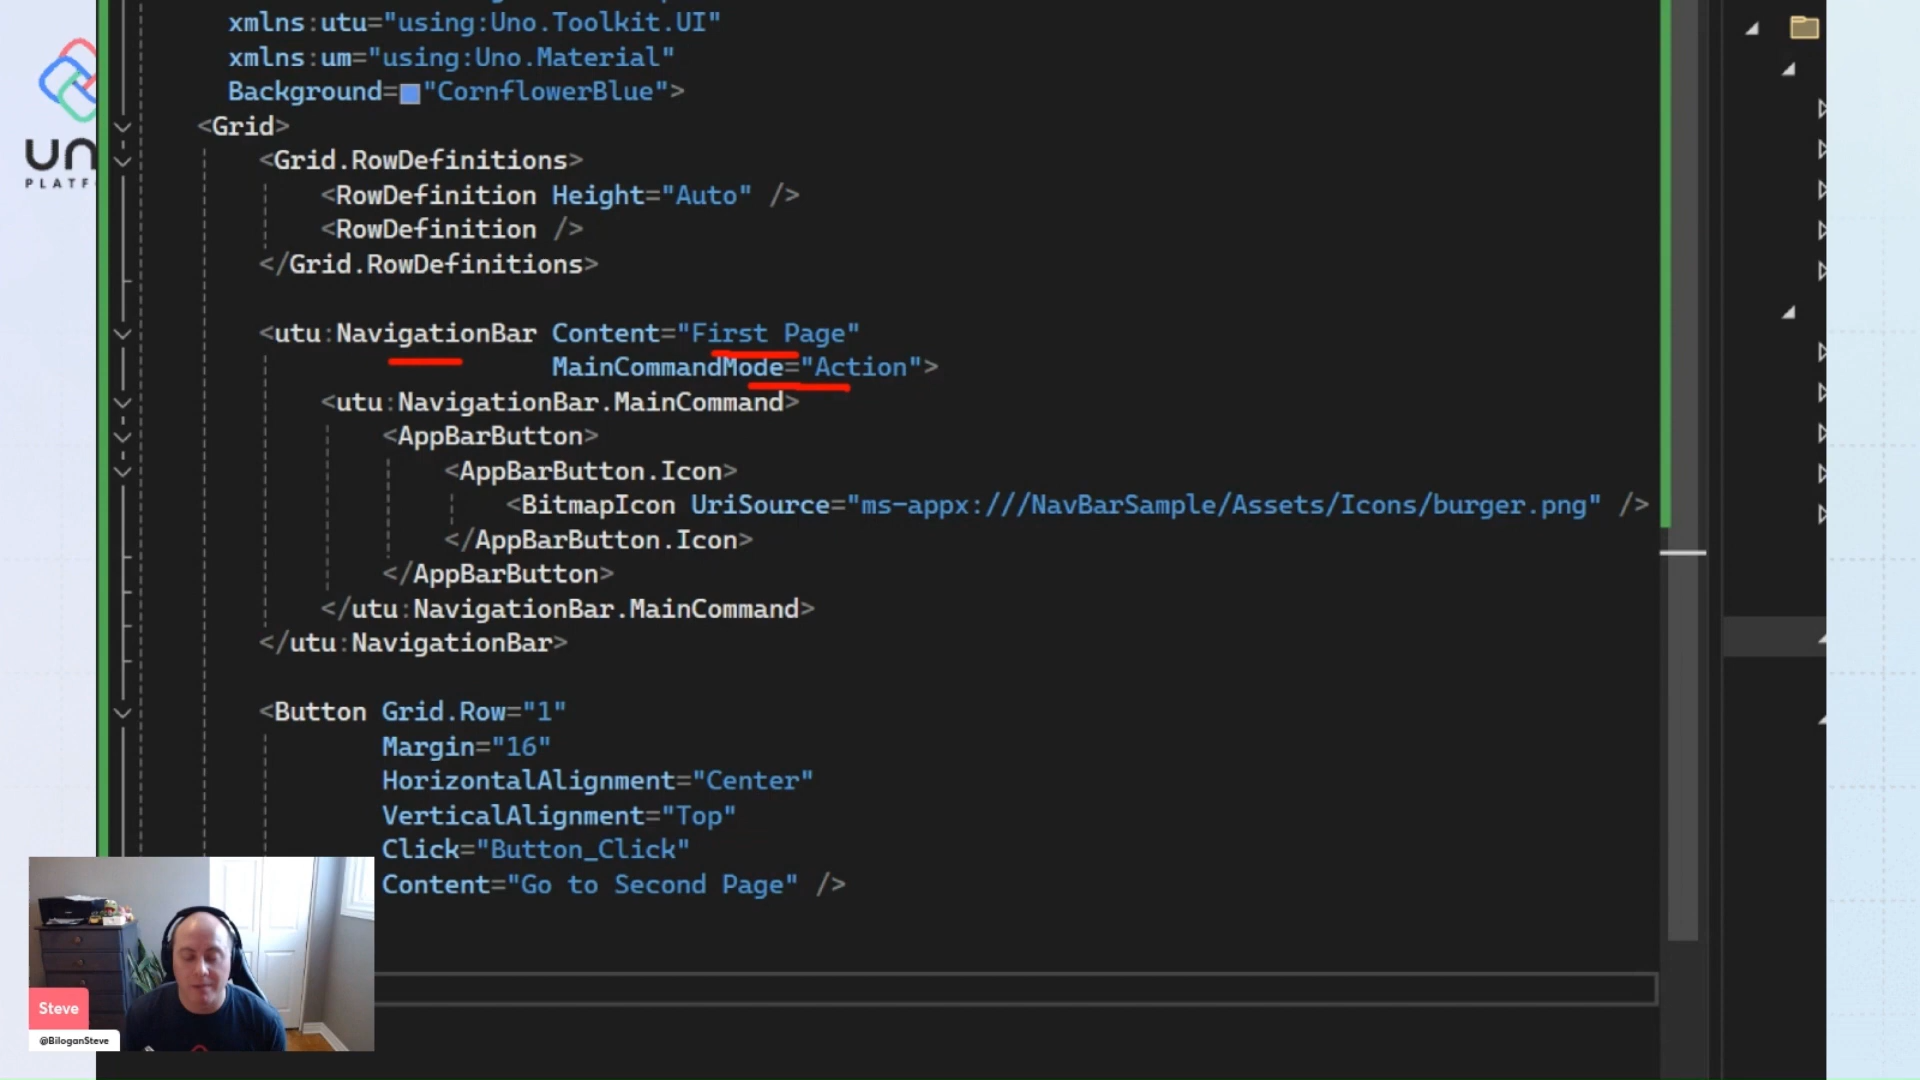 xmlns:utu="using:Uno.Toolkit.UI"
xmlns:um="using:Uno.Material"
Background="CornflowerBlue">
<Grid>
<Grid.RowDefinitions>
<RowDefinition Height="Auto" />
<RowDefinition />
</Grid.RowDefinitions>
<utu:NavigationBar Content="First Page"
MainCommandMode="Action">
<utu:NavigationBar.MainCommand>
<AppBarButton>
<AppBarButton.Icon>
<BitmapIcon UriSource="ms-appx:///NavBarSample/Assets/Icons/burger.png" />
</AppBarButton.Icon>
</AppBarButton>
</utu:NavigationBar.MainCommand>
</utu:NavigationBar>
<Button Grid.Row="1"
Margin="16"
HorizontalAlignment="Center"
VerticalAlignment="Top"
Click="Button_Click"
Content="Go to Second Page" />
Steve
@BiloganSteve